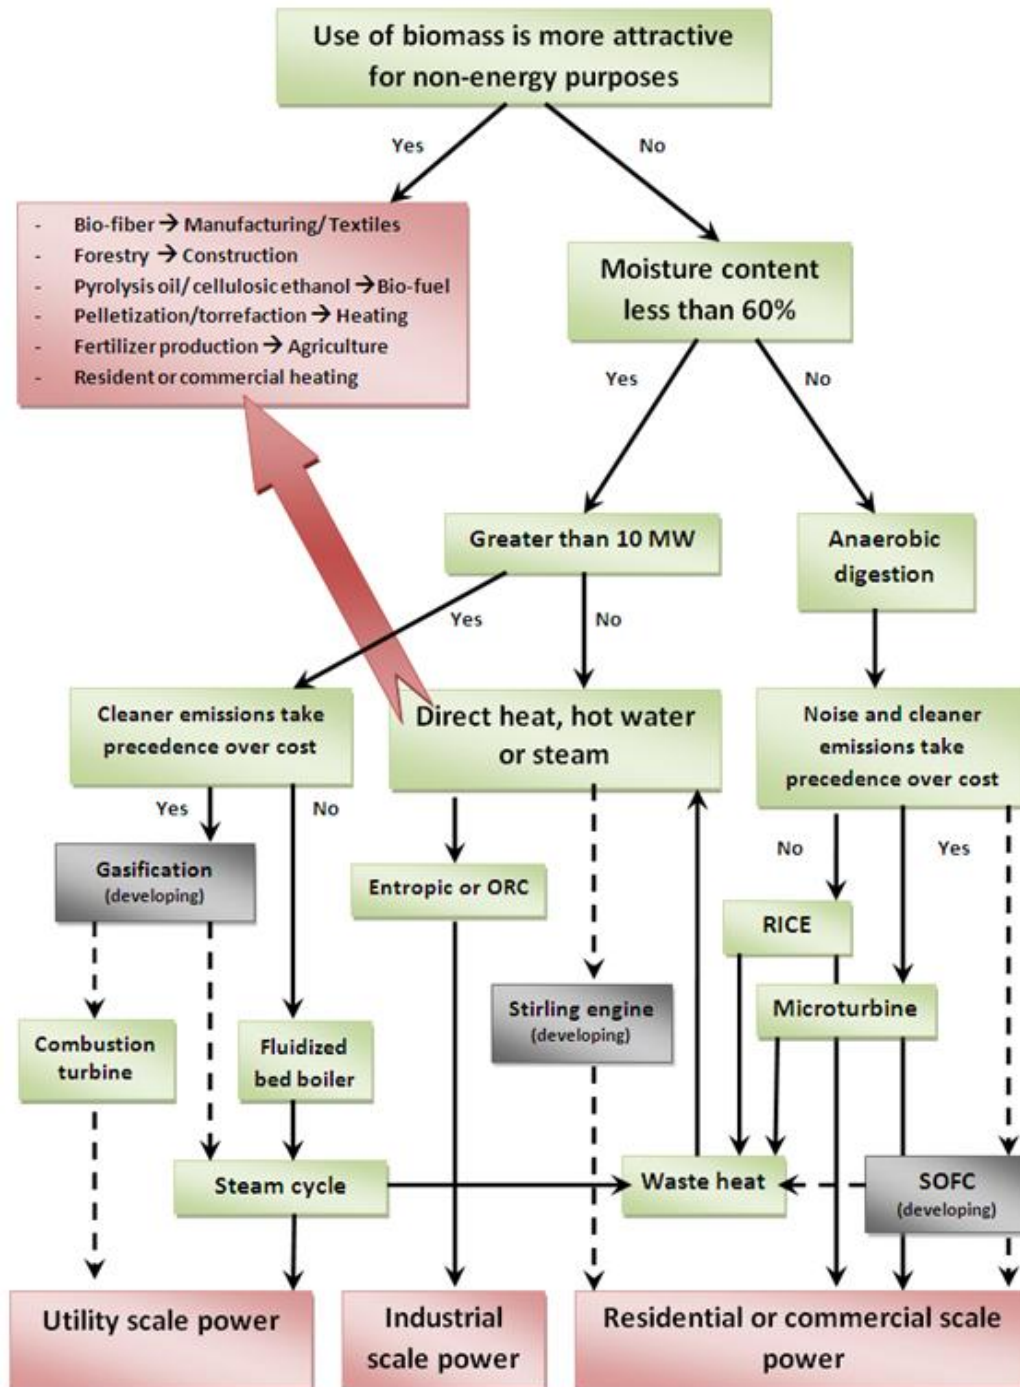 Use of biomass is more attractive
for non-energy purposes
Yes
No
- Bio-fiber → Manufacturing/ Textiles
- Forestry → Construction
- Pyrolysis oil/ cellulosic ethanol → Bio-fuel
- Pelletization/torrefaction → Heating
- Fertilizer production → Agriculture
- Resident or commercial heating
Moisture content
less than 60%
Yes
No
Greater than 10 MW
Anaerobic
digestion
Yes
No
Cleaner emissions take
precedence over cost
Direct heat, hot water
or steam
Noise and cleaner
emissions take
precedence over cost
Yes
No
No
Yes
Gasification
(developing)
Entropic or ORC
RICE
Stirling engine
(developing)
Microturbine
Combustion
turbine
Fluidized
bed boiler
Steam cycle
Waste heat
SOFC
(developing)
Utility scale power
Industrial
scale power
Residential or commercial scale
power